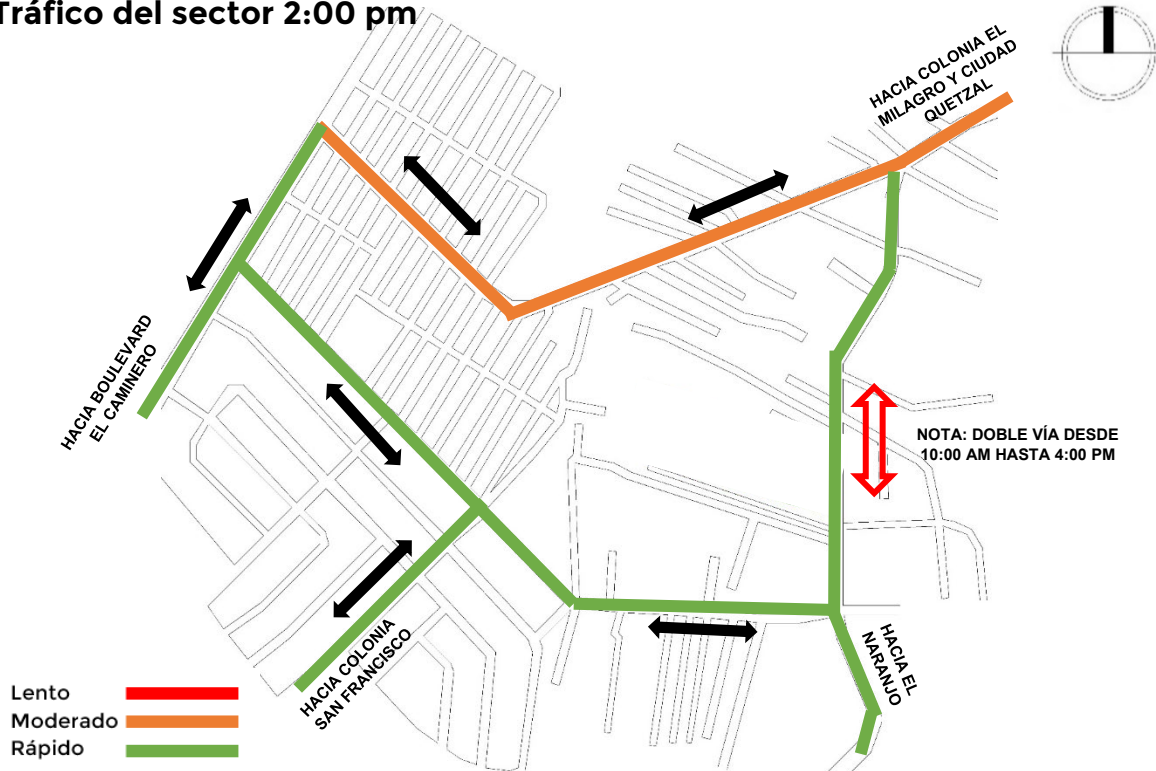 Tráfico del sector 2:00 pm
HACIA COLONIA EL
MILAGRO Y CIUDAD
QUETZAL
HACIA BOULEVARD
EL CAMINERO
NOTA: DOBLE VÍA DESDE
10:00 AM HASTA 4:00 PM
HACIA COLONIA
SAN FRANCISCO
HACIA EL
NARANJO
Lento
Moderado
Rápido